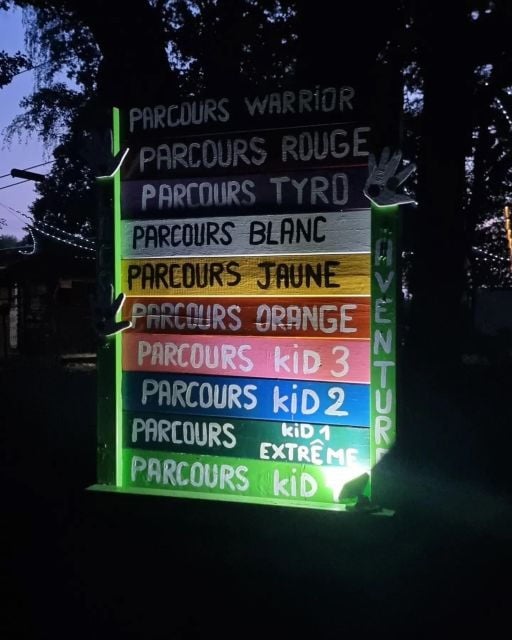 PARCOURS WARRIOR
PARCOURS ROUGE
PARCOURS TYRO
PARCOURS BLANC
PARCOURS JAUNE
PARCOURS ORANGE
PARCOURS KiD 3
PARCOURS KiD 2
PARCOURS KiD 1
EXTRÊME
PARCOURS KiD
AVENTURE